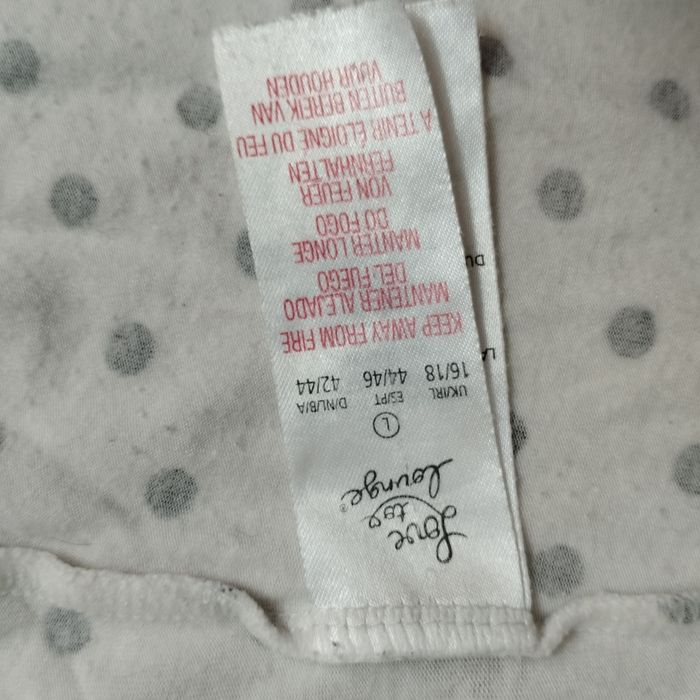 Love
to
lounge®
L
UK/IRL ES/PT D/NL/B/A
16/18 44/46 42/44
KEEP AWAY FROM FIRE
MANTENER ALEJADO
DEL FUEGO
MANTER LONGE
DO FOGO
VON FEUER
FERNHALTEN
A TENIR ÉLOIGNÉ DU FEU
BUITEN BEREIK VAN
VUUR HOUDEN